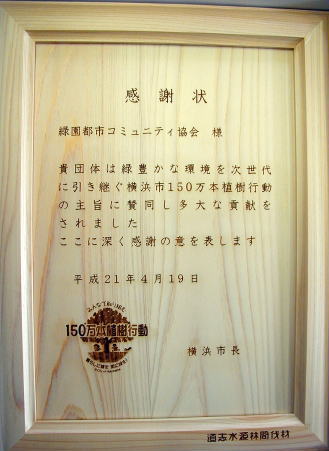 感謝状
緑園都市コミュニティ協会 様
貴団体は緑豊かな環境を次世代
に引き継ぐ横浜市150万本植樹行動
の主旨に賛同し多大な貢献を
されました
ここに深く感謝の意を表します
平成21年4月19日
150万本植樹行動
横浜市長
道志水源林間伐材